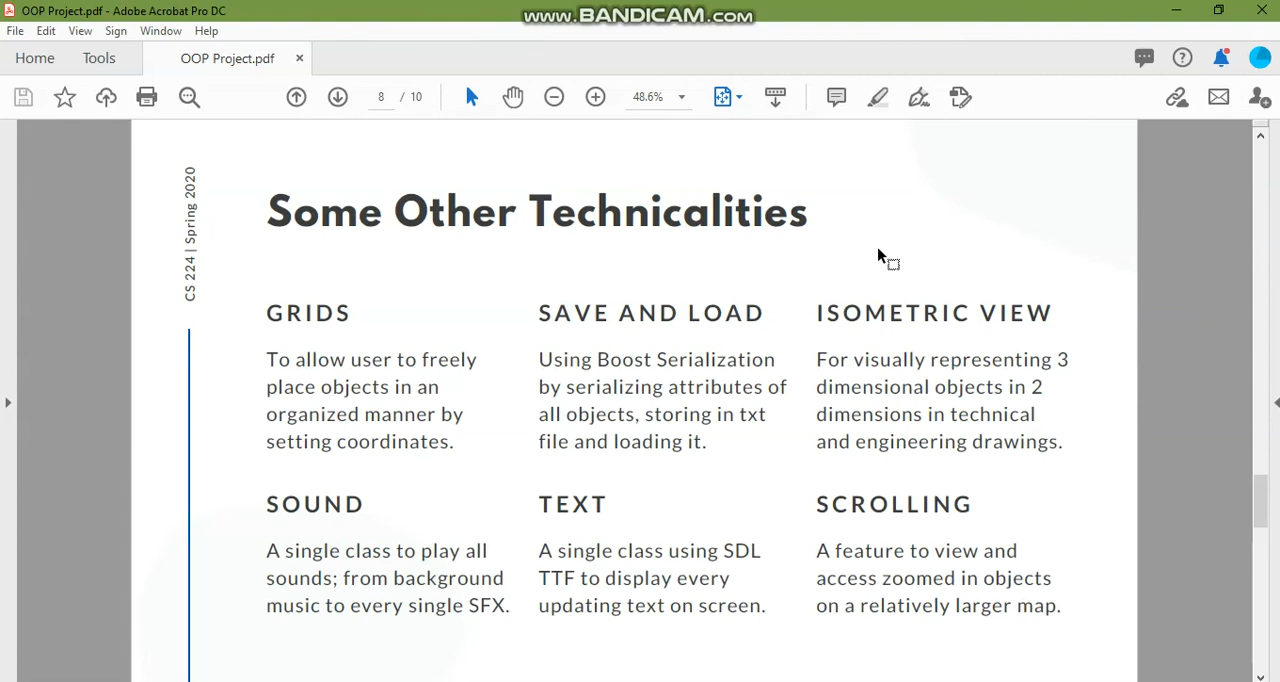 OOP Project.pdf - Adobe Acrobat Pro DC
www.BANDICAM.com
File Edit View Sign Window Help
Home Tools OOP Project.pdf ×
8 / 10 48.6%
CS 224 | Spring 2020
Some Other Technicalities
GRIDS
To allow user to freely
place objects in an
organized manner by
setting coordinates.
SAVE AND LOAD
Using Boost Serialization
by serializing attributes of
all objects, storing in txt
file and loading it.
ISOMETRIC VIEW
For visually representing 3
dimensional objects in 2
dimensions in technical
and engineering drawings.
SOUND
A single class to play all
sounds; from background
music to every single SFX.
TEXT
A single class using SDL
TTF to display every
updating text on screen.
SCROLLING
A feature to view and
access zoomed in objects
on a relatively larger map.